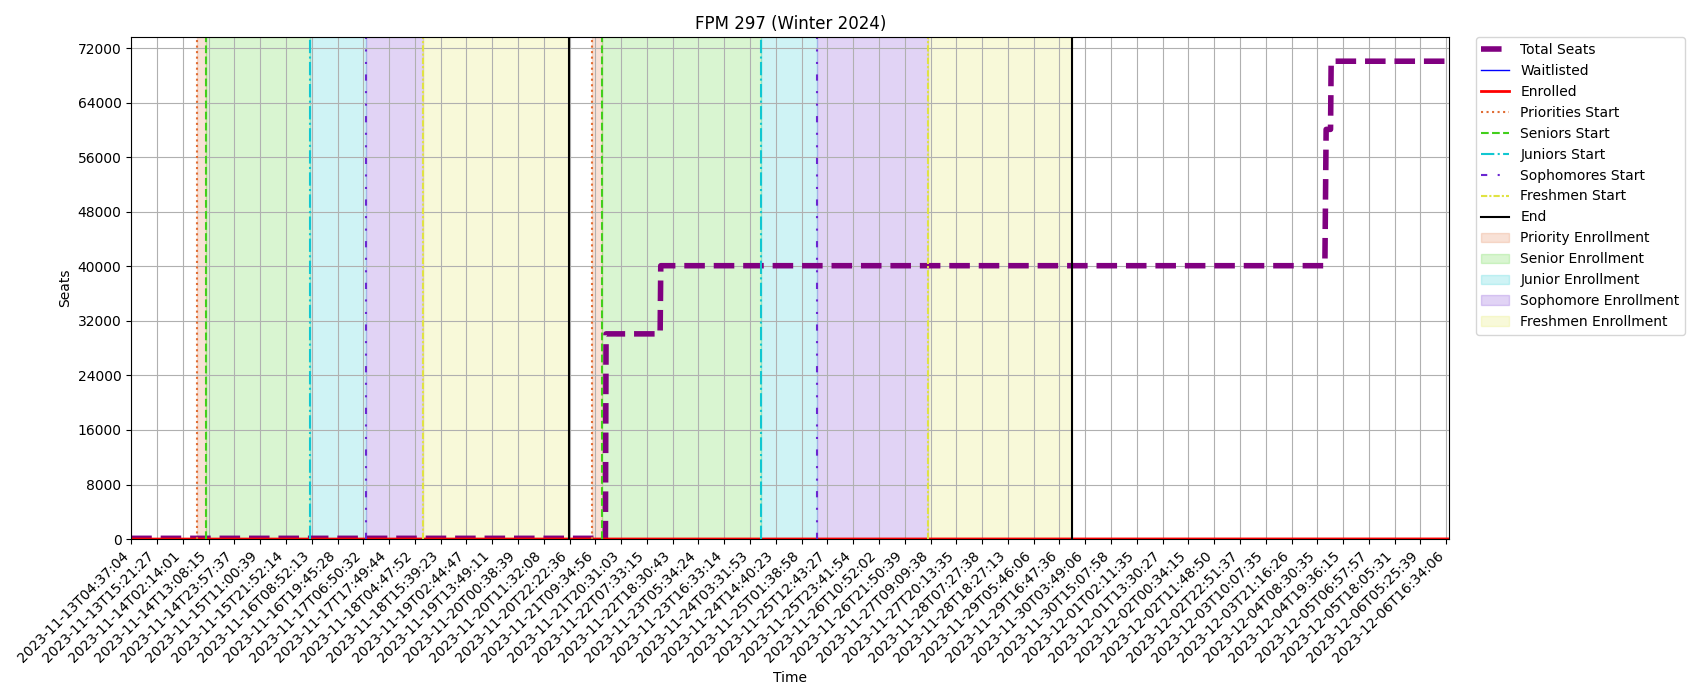 FPM 297 (Winter 2024)
72000
64000
56000
48000
40000
32000
24000
16000
8000
0
Seats
2023-11-13T04:37:04
2023-11-13T15:21:27
2023-11-14T02:14:01
2023-11-14T13:08:15
2023-11-14T23:57:37
2023-11-15T11:00:39
2023-11-15T21:52:14
2023-11-16T08:52:13
2023-11-16T19:45:28
2023-11-17T06:50:32
2023-11-17T17:49:44
2023-11-18T04:47:52
2023-11-18T15:39:23
2023-11-19T02:44:47
2023-11-19T13:49:11
2023-11-20T00:38:39
2023-11-20T11:32:08
2023-11-20T22:22:36
2023-11-21T09:34:56
2023-11-21T20:31:03
2023-11-22T07:33:15
2023-11-22T18:30:43
2023-11-23T05:34:24
2023-11-23T16:33:14
2023-11-24T03:31:53
2023-11-24T14:40:23
2023-11-25T01:38:58
2023-11-25T12:43:27
2023-11-25T23:41:54
2023-11-26T10:52:02
2023-11-26T21:50:39
2023-11-27T09:09:38
2023-11-27T20:13:35
2023-11-28T07:27:38
2023-11-28T18:27:13
2023-11-29T05:46:06
2023-11-29T16:47:36
2023-11-30T03:49:06
2023-11-30T15:07:58
2023-12-01T02:11:35
2023-12-01T13:30:27
2023-12-02T00:34:15
2023-12-02T11:48:50
2023-12-02T22:51:37
2023-12-03T10:07:35
2023-12-03T21:16:26
2023-12-04T08:30:35
2023-12-04T19:36:15
2023-12-05T06:57:57
2023-12-05T18:05:31
2023-12-06T05:25:39
2023-12-06T16:34:06
Time
Total Seats
Waitlisted
Enrolled
Priorities Start
Seniors Start
Juniors Start
Sophomores Start
Freshmen Start
End
Priority Enrollment
Senior Enrollment
Junior Enrollment
Sophomore Enrollment
Freshmen Enrollment